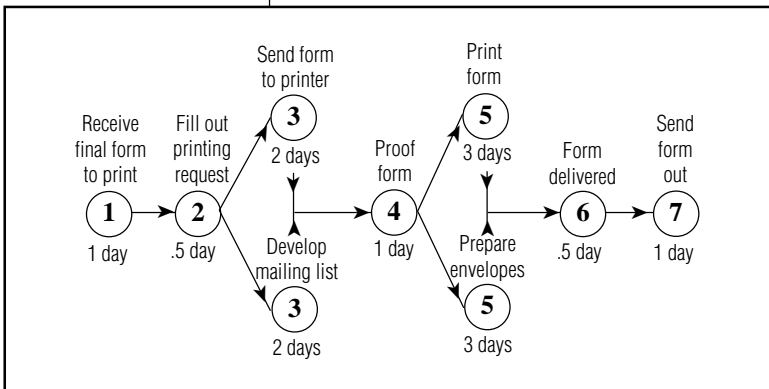 Receive
final form
to print
1
1 day
Fill out
printing
request
2
.5 day
Send form
to printer
3
2 days
Develop
mailing list
3
2 days
Proof
form
4
1 day
Print
form
5
3 days
Prepare
envelopes
5
3 days
Form
delivered
6
.5 day
Send
form
out
7
1 day